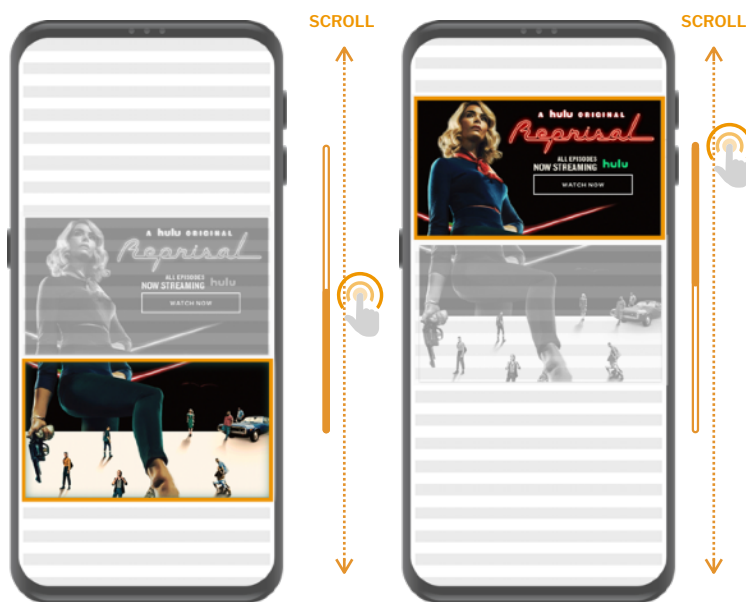 SCROLL
SCROLL
A hulu ORIGINAL
Reprisal
ALL EPISODES
NOW STREAMING hulu
WATCH NOW
A hulu ORIGINAL
Reprisal
ALL EPISODES
NOW STREAMING hulu
WATCH NOW